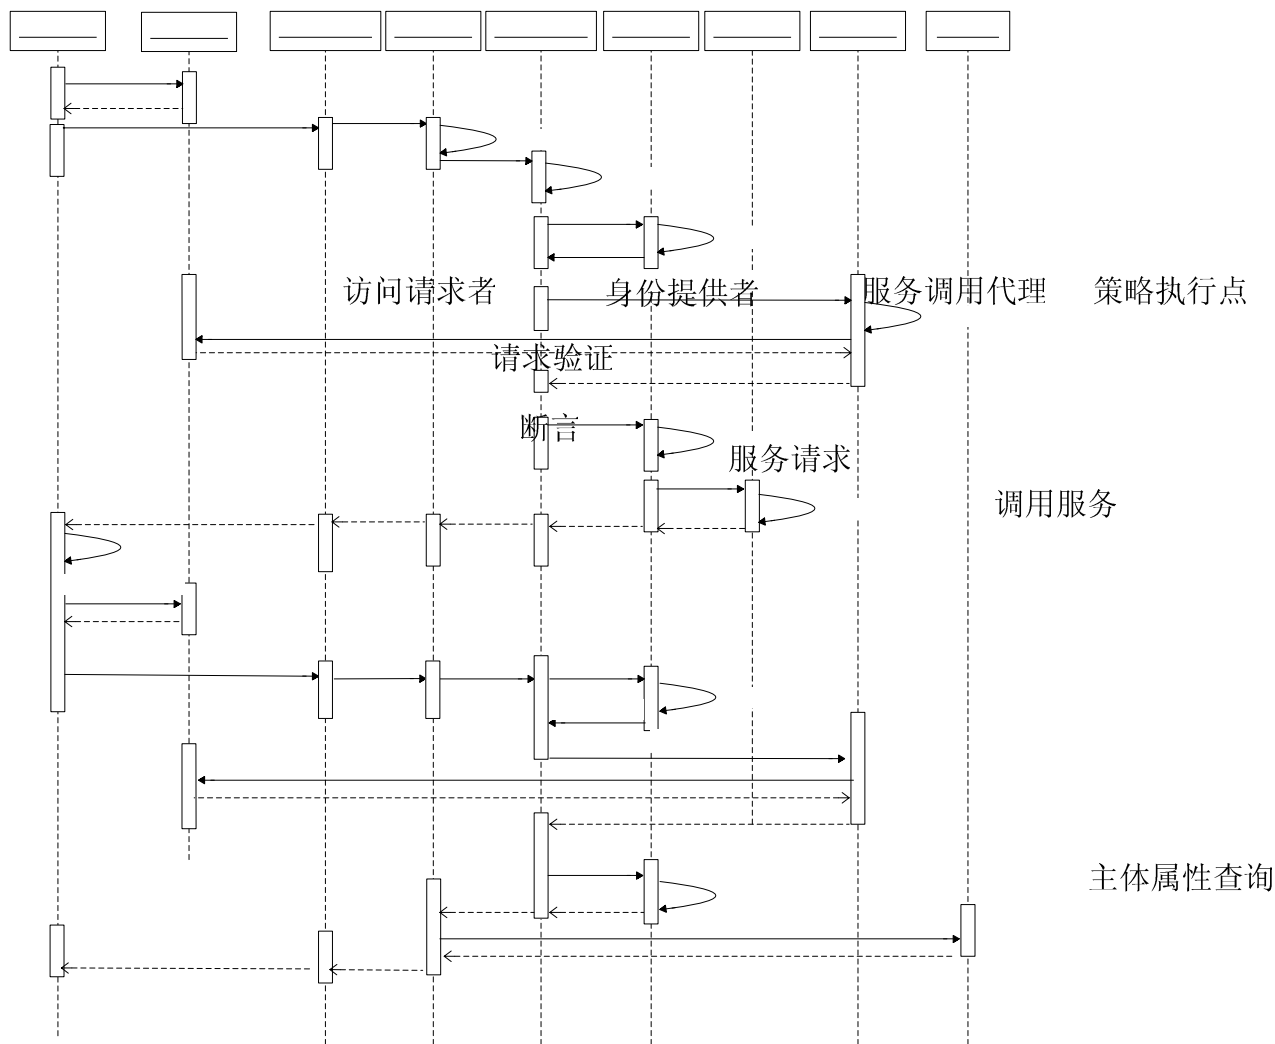 访问请求者 身份提供者 服务调用代理 策略执行点
请求验证
断言
服务请求
调用服务
主体属性查询